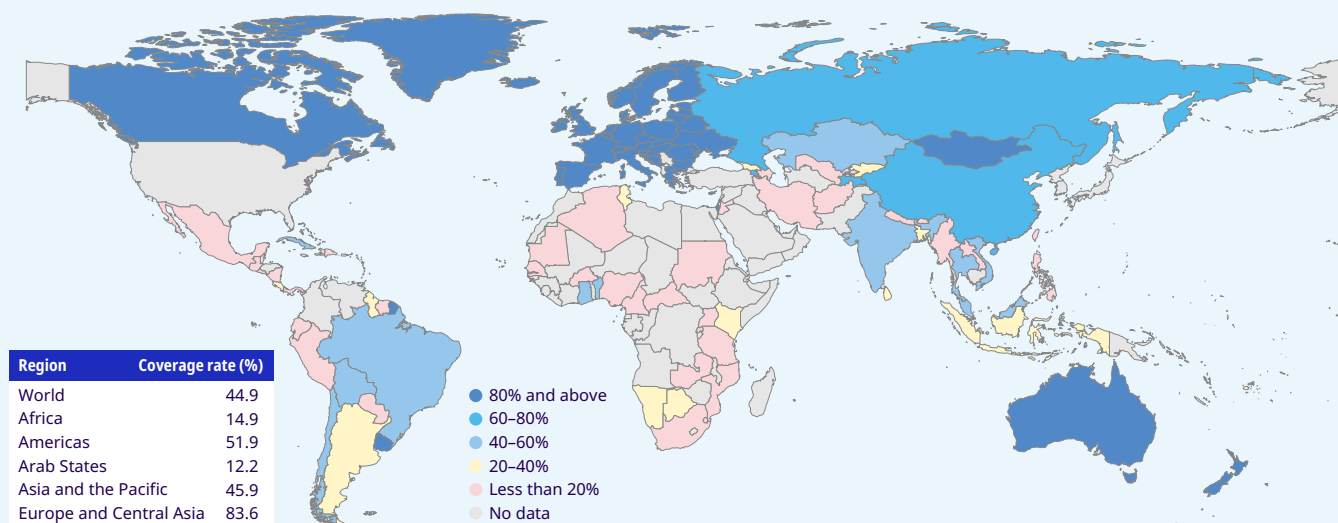 Region Coverage rate (%)
World 44.9
Africa 14.9
Americas 51.9
Arab States 12.2
Asia and the Pacific 45.9
Europe and Central Asia 83.6
80% and above
60–80%
40–60%
20–40%
Less than 20%
No data